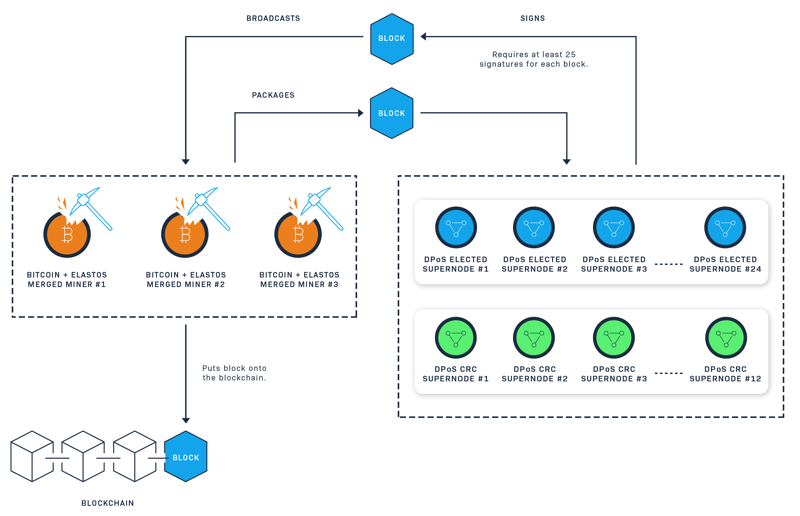 BROADCASTS
BLOCK
SIGNS
Requires at least 25
signatures for each block.
PACKAGES
BLOCK
BITCOIN + ELASTOS
MERGED MINER #1
BITCOIN + ELASTOS
MERGED MINER #2
BITCOIN + ELASTOS
MERGED MINER #3
DPoS ELECTED
SUPERNODE #1
DPoS ELECTED
SUPERNODE #2
DPoS ELECTED
SUPERNODE #3
DPoS ELECTED
SUPERNODE #24
DPoS CRC
SUPERNODE #1
DPoS CRC
SUPERNODE #2
DPoS CRC
SUPERNODE #3
DPoS CRC
SUPERNODE #12
Puts block onto
the blockchain.
BLOCK
BLOCKCHAIN